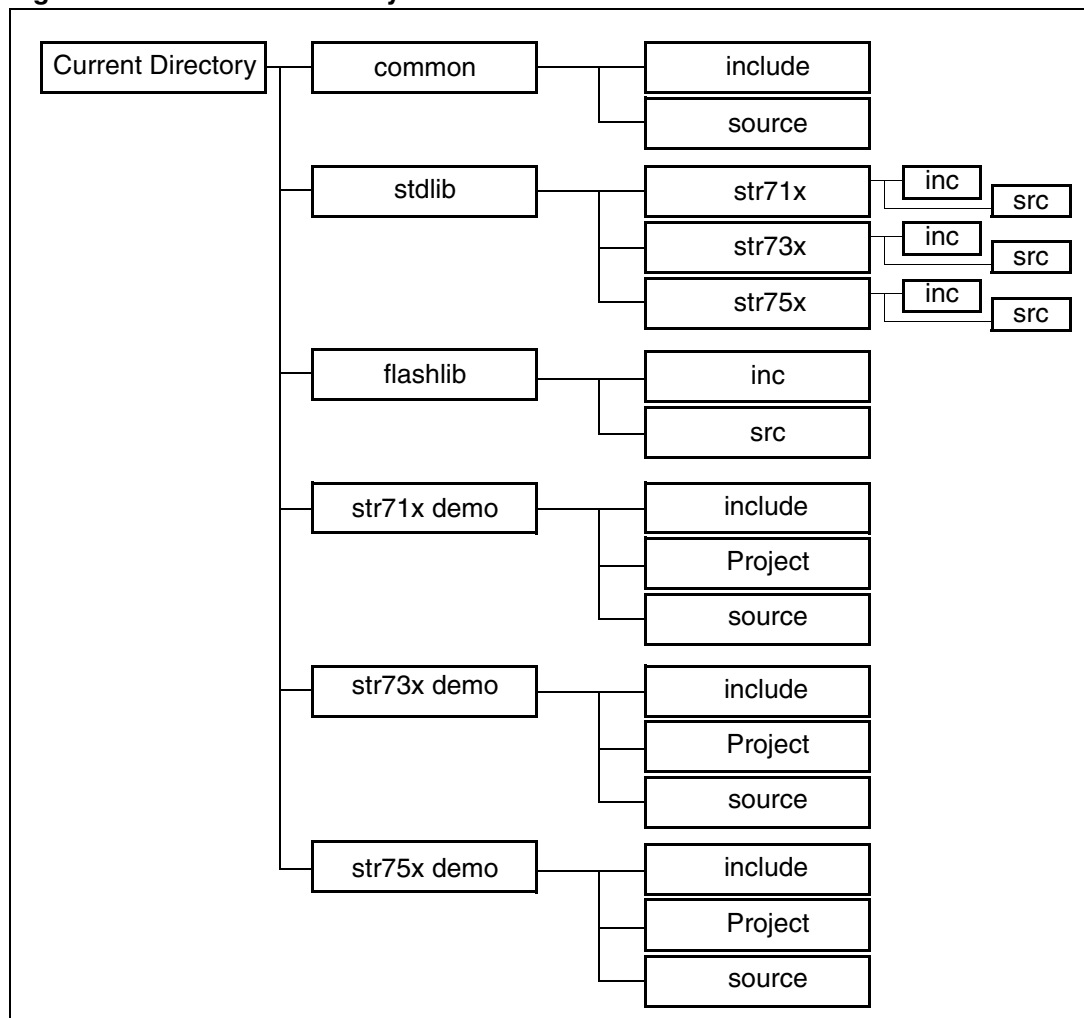 Current Directory
common
include
source
stdlib
str71x
inc
src
str73x
inc
src
str75x
inc
src
flashlib
inc
src
str71x demo
include
Project
source
str73x demo
include
Project
source
str75x demo
include
Project
source